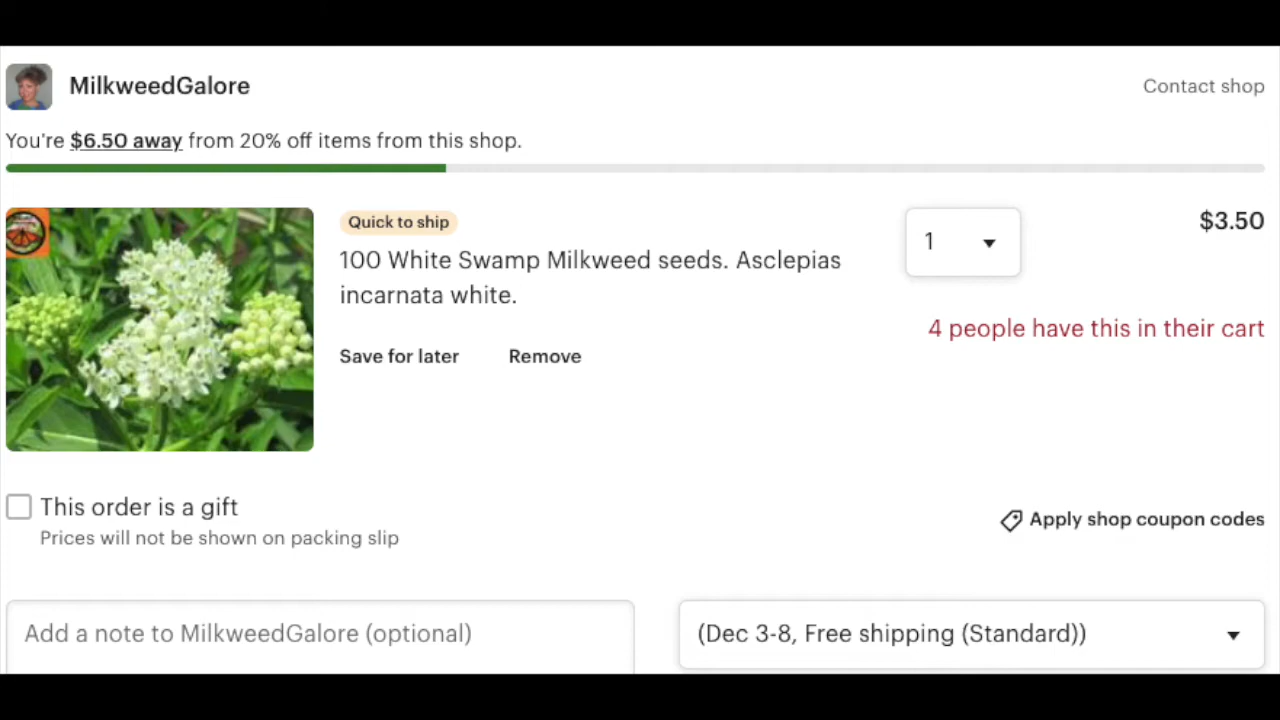 MilkweedGalore
Contact shop
You're $6.50 away from 20% off items from this shop.
Quick to ship
1
$3.50
100 White Swamp Milkweed seeds. Asclepias
incarnata white.
4 people have this in their cart
Save for later
Remove
This order is a gift
Prices will not be shown on packing slip
Apply shop coupon codes
Add a note to MilkweedGalore (optional)
(Dec 3-8, Free shipping (Standard))